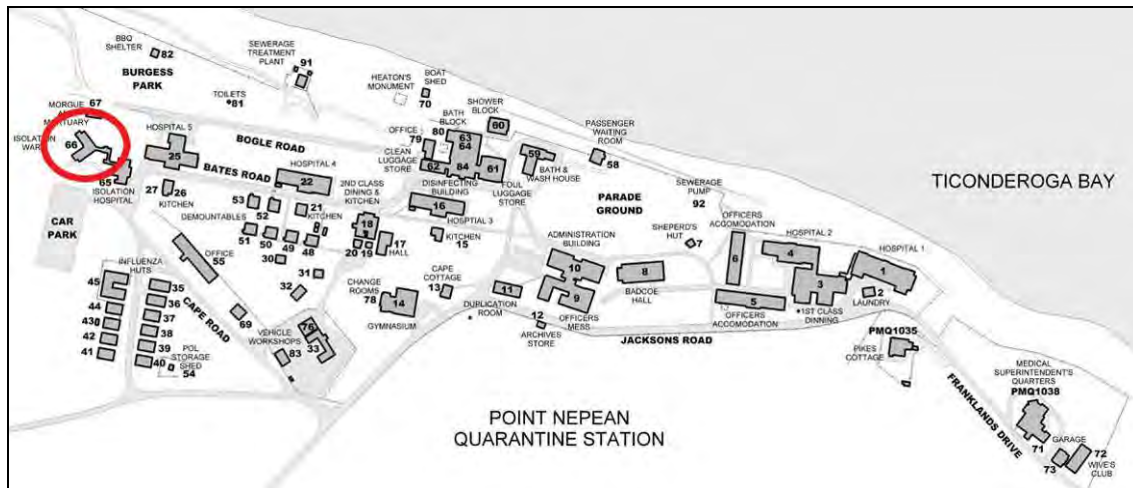 BBQ
SHELTER
82
BURGESS
PARK
SEWERAGE
TREATMENT
PLANT
91
TOILETS
81
HEATON'S
MONUMENT
BOAT
SHED
70
MORGUE
67
MORTUARY
ISOLATION
WARD
66
65
ISOLATION
HOSPITAL
HOSPITAL 5
25
BOGLE ROAD
BATES ROAD
27
26
KITCHEN
HOSPITAL 4
22
OFFICE
79
80
BATH
BLOCK
63
64
SHOWER
BLOCK
60
CLEAN
LUGGAGE
STORE
62
84
61
DISINFECTING
BUILDING
FOUL
LUGGAGE
STORE
59
BATH &
WASH HOUSE
PASSENGER
WAITING
ROOM
58
TICONDEROGA BAY
PARADE
GROUND
SEWERAGE
PUMP
92
CAR
PARK
DEMOUNTABLES
53
52
21
KITCHEN
51
50
49
48
30
31
32
2ND CLASS
DINING &
KITCHEN
18
20
19
17
HALL
16
HOSPTIAL 3
KITCHEN
15
OFFICE
55
ADMINISTRATION
BUILDING
10
9
OFFICERS
MESS
8
BADCOE
HALL
SHEPERD'S
HUT
7
OFFICERS
ACCOMODATION
6
5
OFFICERS
ACCOMODATION
HOSPITAL 2
4
HOSPITAL 1
1
2
LAUNDRY
3
1ST CLASS
DINNING
INFLUENZA
HUTS
45
44
43
42
41
35
36
37
38
39
40
POL
STORAGE
SHED
54
CAPE ROAD
69
VEHICLE
WORKSHOPS
76
33
83
CHANGE
ROOMS
78
14
GYMNASIUM
CAPE
COTTAGE
13
11
DUPLICATION
ROOM
12
ARCHIVES
STORE
JACKSONS ROAD
PMQ1035
PIKES
COTTAGE
FRANKLANDS DRIVE
MEDICAL
SUPERINTENDENT'S
QUARTERS
PMQ1038
71
GARAGE
73
72
WIVE'S
CLUB
POINT NEPEAN
QUARANTINE STATION